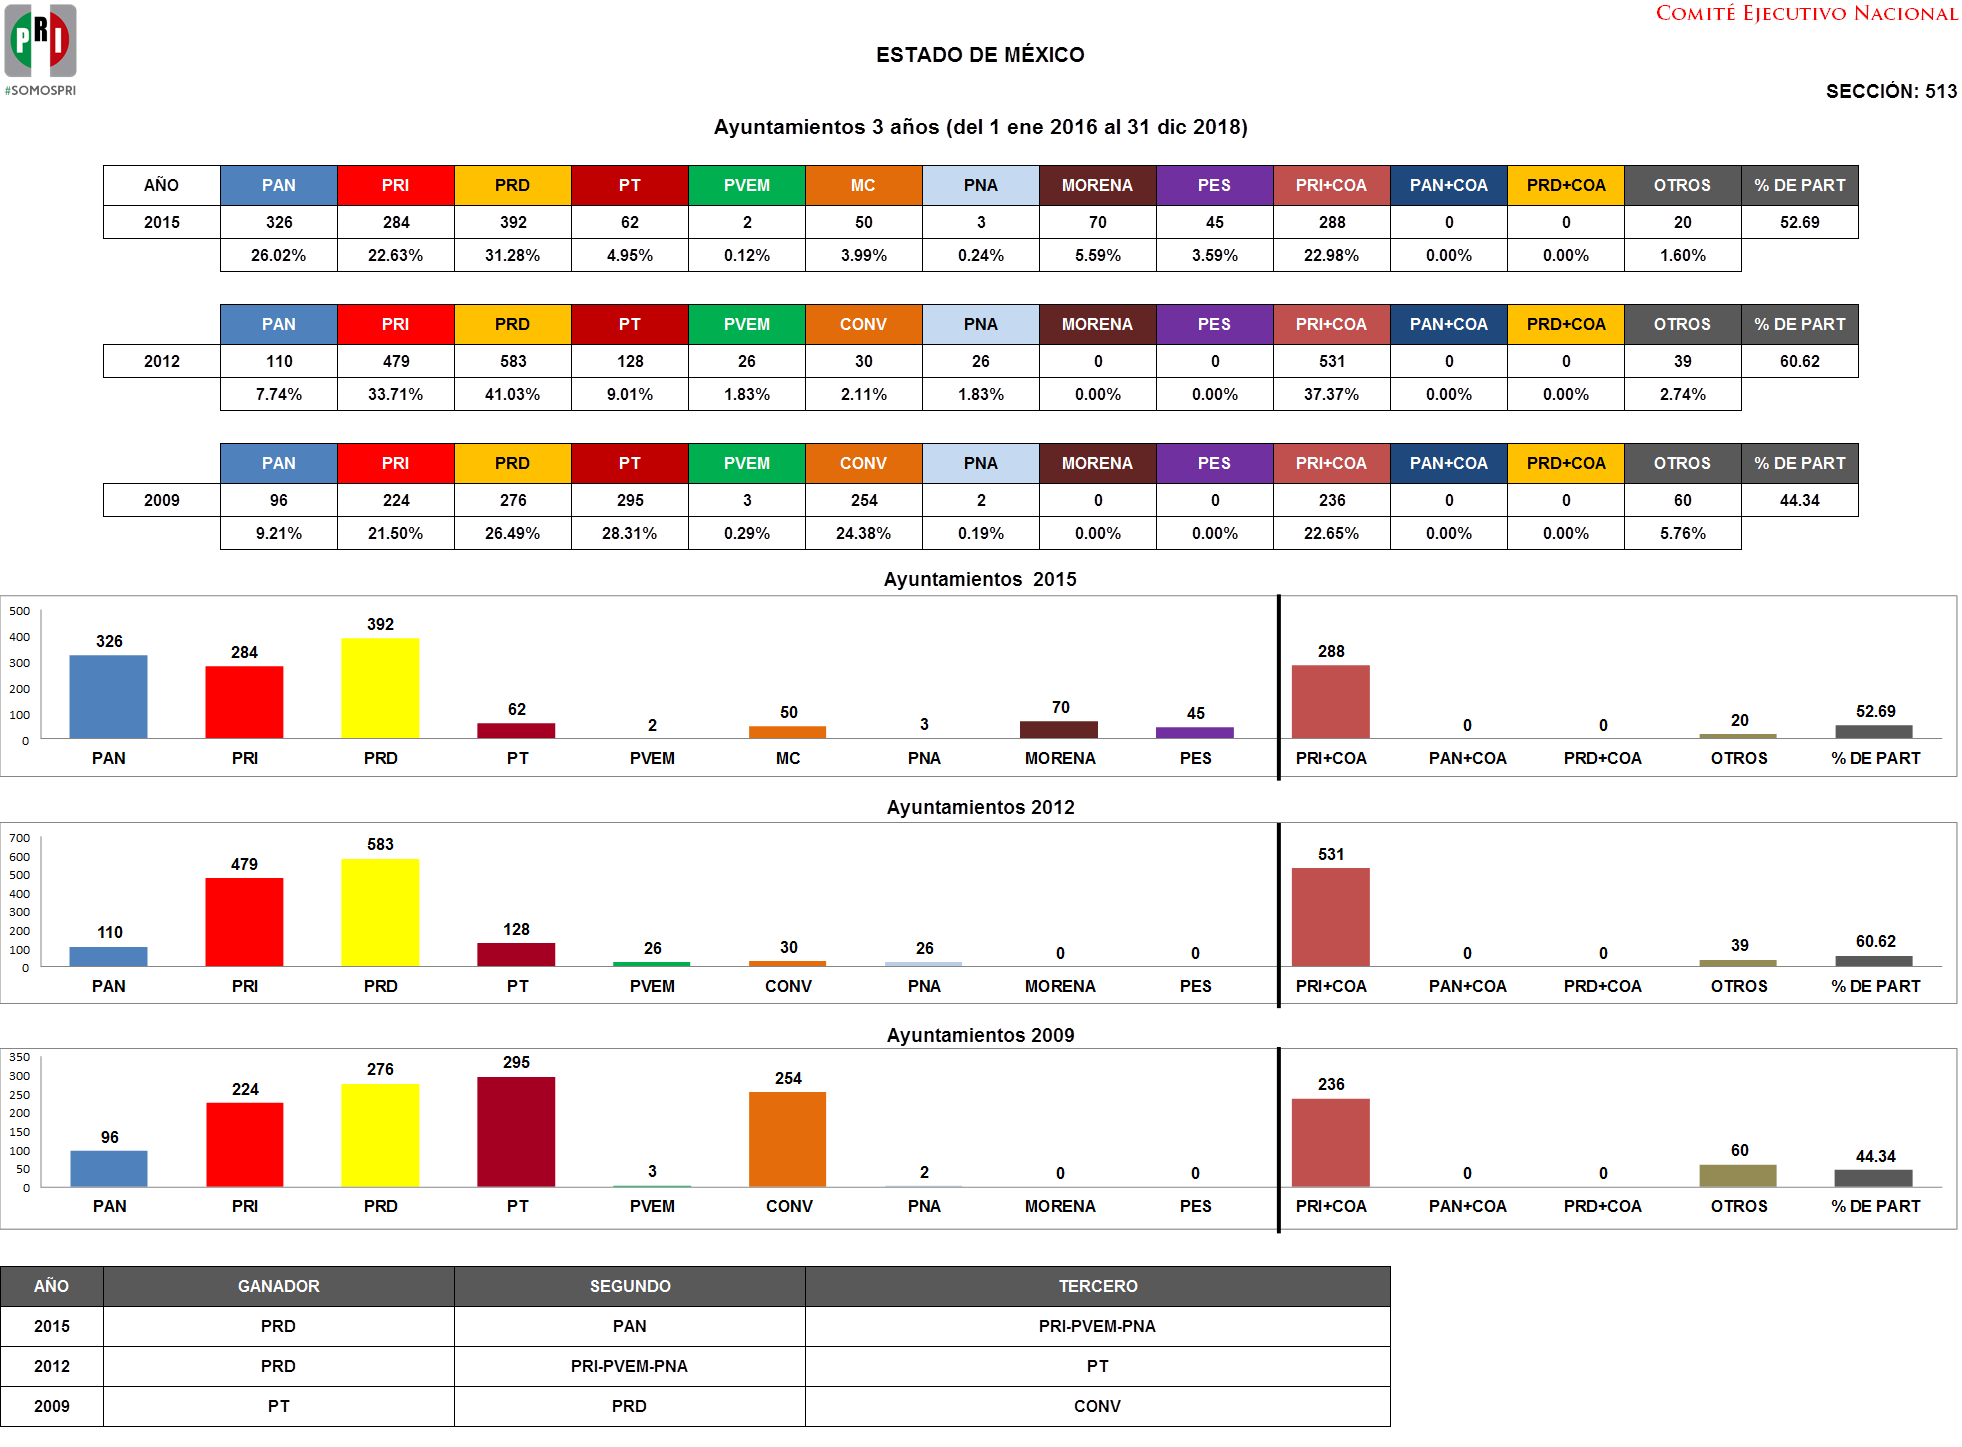 PRI
#SOMOSPRI
COMITÉ EJECUTIVO NACIONAL
ESTADO DE MÉXICO
SECCIÓN: 513
Ayuntamientos 3 años (del 1 ene 2016 al 31 dic 2018)
AÑO PAN PRI PRD PT PVEM MC PNA MORENA PES PRI+COA PAN+COA PRD+COA OTROS % DE PART
2015 326 284 392 62 2 50 3 70 45 288 0 0 20 52.69
26.02% 22.63% 31.28% 4.95% 0.12% 3.99% 0.24% 5.59% 3.59% 22.98% 0.00% 0.00% 1.60%
PAN PRI PRD PT PVEM CONV PNA MORENA PES PRI+COA PAN+COA PRD+COA OTROS % DE PART
2012 110 479 583 128 26 30 26 0 0 531 0 0 39 60.62
7.74% 33.71% 41.03% 9.01% 1.83% 2.11% 1.83% 0.00% 0.00% 37.37% 0.00% 0.00% 2.74%
PAN PRI PRD PT PVEM CONV PNA MORENA PES PRI+COA PAN+COA PRD+COA OTROS % DE PART
2009 96 224 276 295 3 254 2 0 0 236 0 0 60 44.34
9.21% 21.50% 26.49% 28.31% 0.29% 24.38% 0.19% 0.00% 0.00% 22.65% 0.00% 0.00% 5.76%
Ayuntamientos 2015
500
400
300
200
100
0
326 284 392 62 2 50 3 70 45 288 0 0 20 52.69
PAN PRI PRD PT PVEM MC PNA MORENA PES PRI+COA PAN+COA PRD+COA OTROS % DE PART
Ayuntamientos 2012
700
600
500
400
300
200
100
0
110 479 583 128 26 30 26 0 0 531 0 0 39 60.62
PAN PRI PRD PT PVEM CONV PNA MORENA PES PRI+COA PAN+COA PRD+COA OTROS % DE PART
Ayuntamientos 2009
350
300
250
200
150
100
50
0
96 224 276 295 3 254 2 0 0 236 0 0 60 44.34
PAN PRI PRD PT PVEM CONV PNA MORENA PES PRI+COA PAN+COA PRD+COA OTROS % DE PART
AÑO GANADOR SEGUNDO TERCERO
2015 PRD PAN PRI-PVEM-PNA
2012 PRD PRI-PVEM-PNA PT
2009 PT PRD CONV